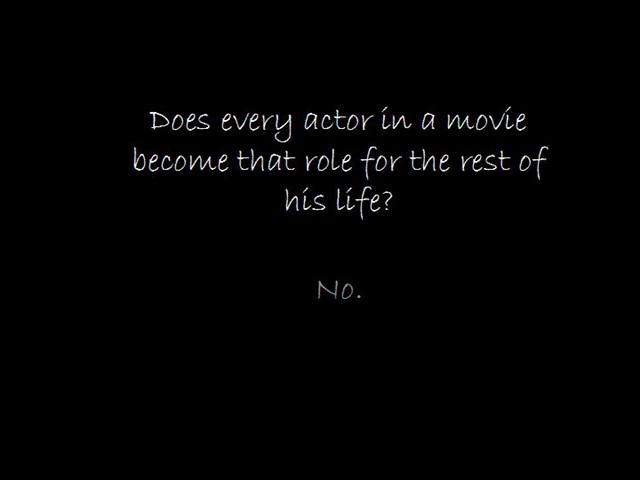 Does every actor in a movie
become that role for the rest of
his life?
No.